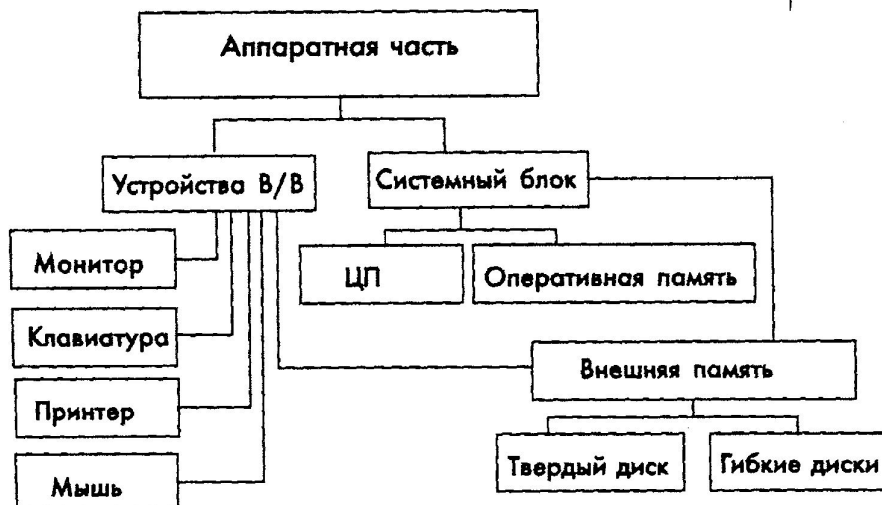 Аппаратная часть
Устройства В/В
Системный блок
Монитор
ЦП
Оперативная память
Клавиатура
Внешняя память
Принтер
Твердый диск
Гибкие диски
Мышь